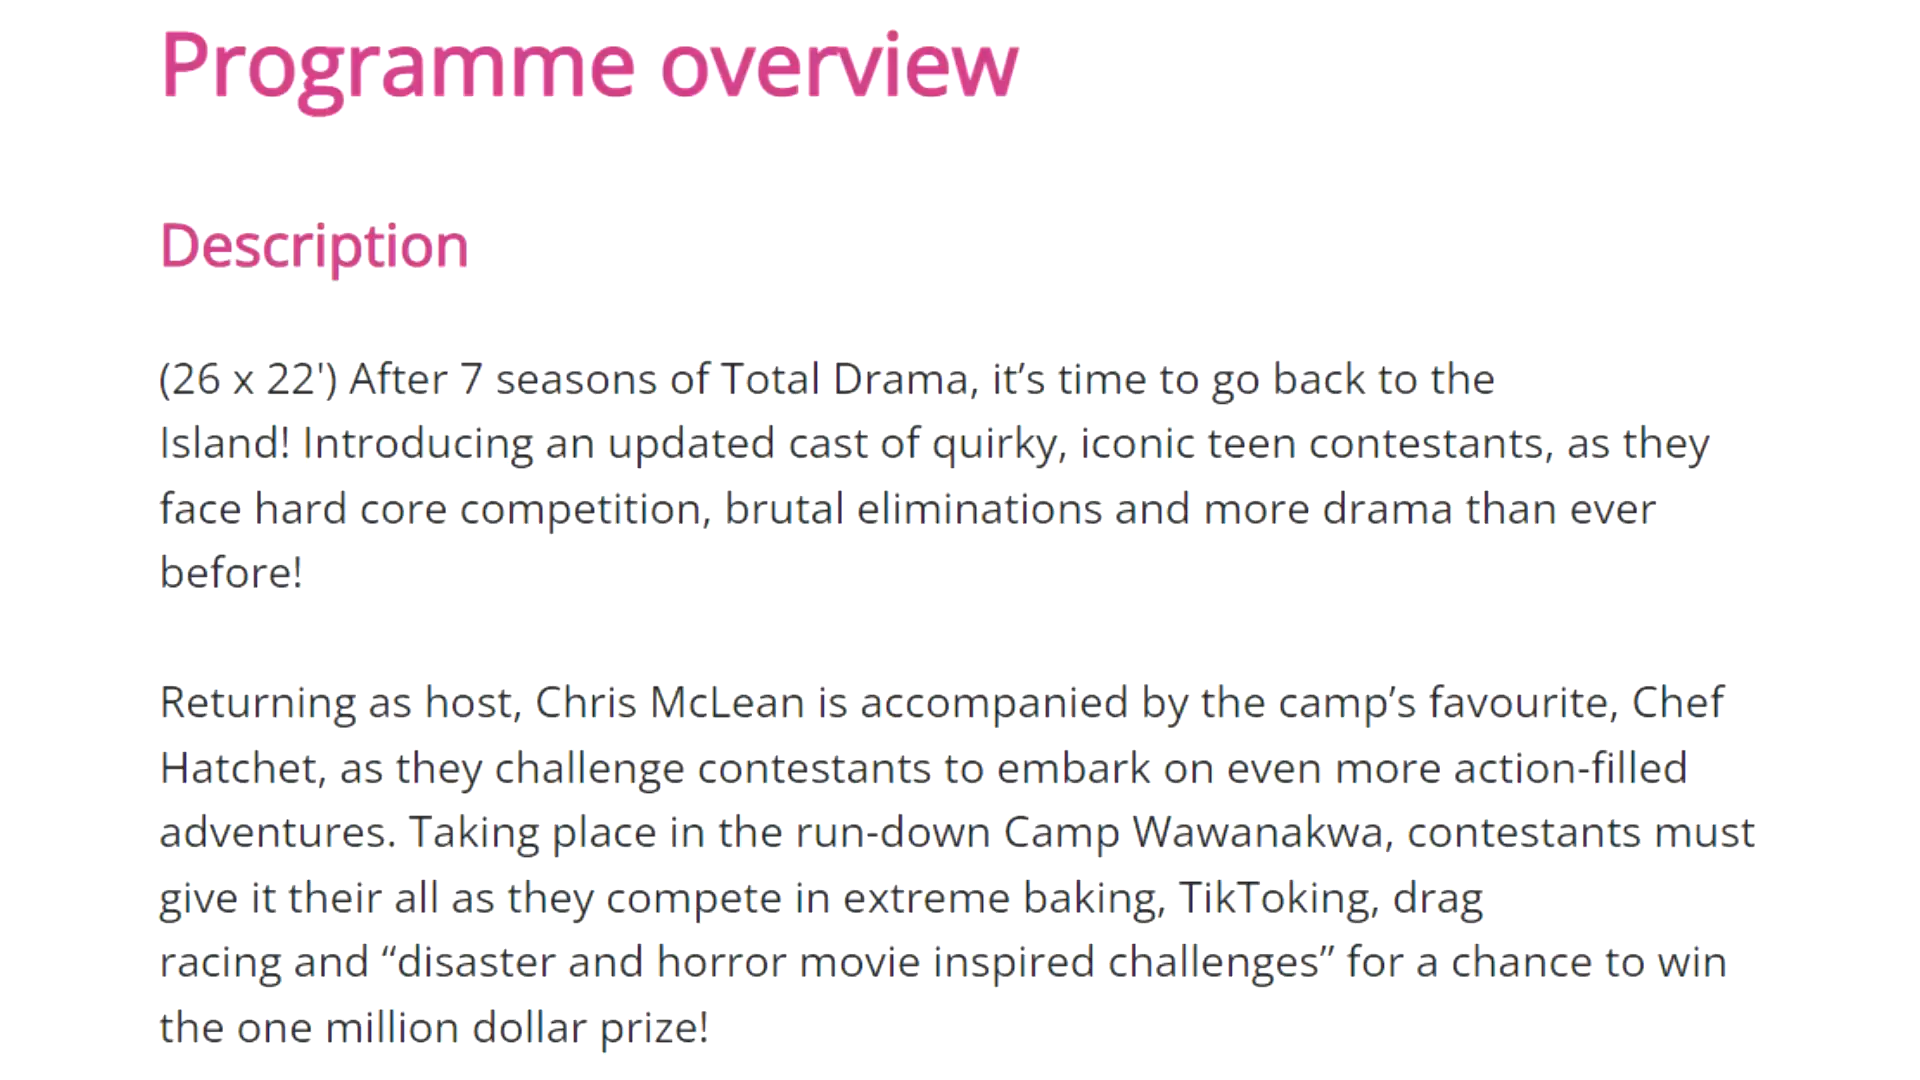 Programme overview
Description
(26 x 22') After 7 seasons of Total Drama, it’s time to go back to the
Island! Introducing an updated cast of quirky, iconic teen contestants, as they
face hard core competition, brutal eliminations and more drama than ever
before!
Returning as host, Chris McLean is accompanied by the camp’s favourite, Chef
Hatchet, as they challenge contestants to embark on even more action-filled
adventures. Taking place in the run-down Camp Wawanakwa, contestants must
give it their all as they compete in extreme baking, TikToking, drag
racing and “disaster and horror movie inspired challenges” for a chance to win
the one million dollar prize!